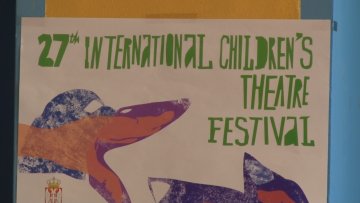 27th INTERNATIONAL CHILDREN'S
THEATRE
FESTIVAL